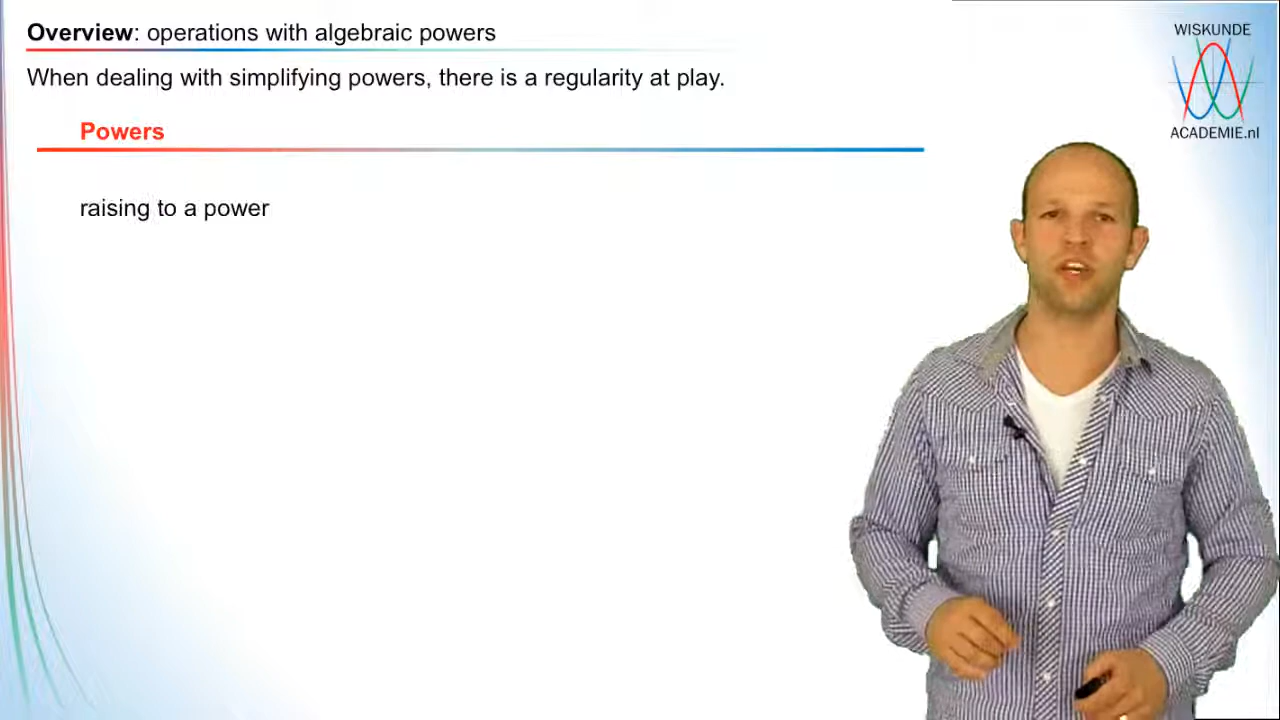 Overview: operations with algebraic powers
When dealing with simplifying powers, there is a regularity at play.
WISKUNDE
ACADEMIE.nl
Powers
raising to a power